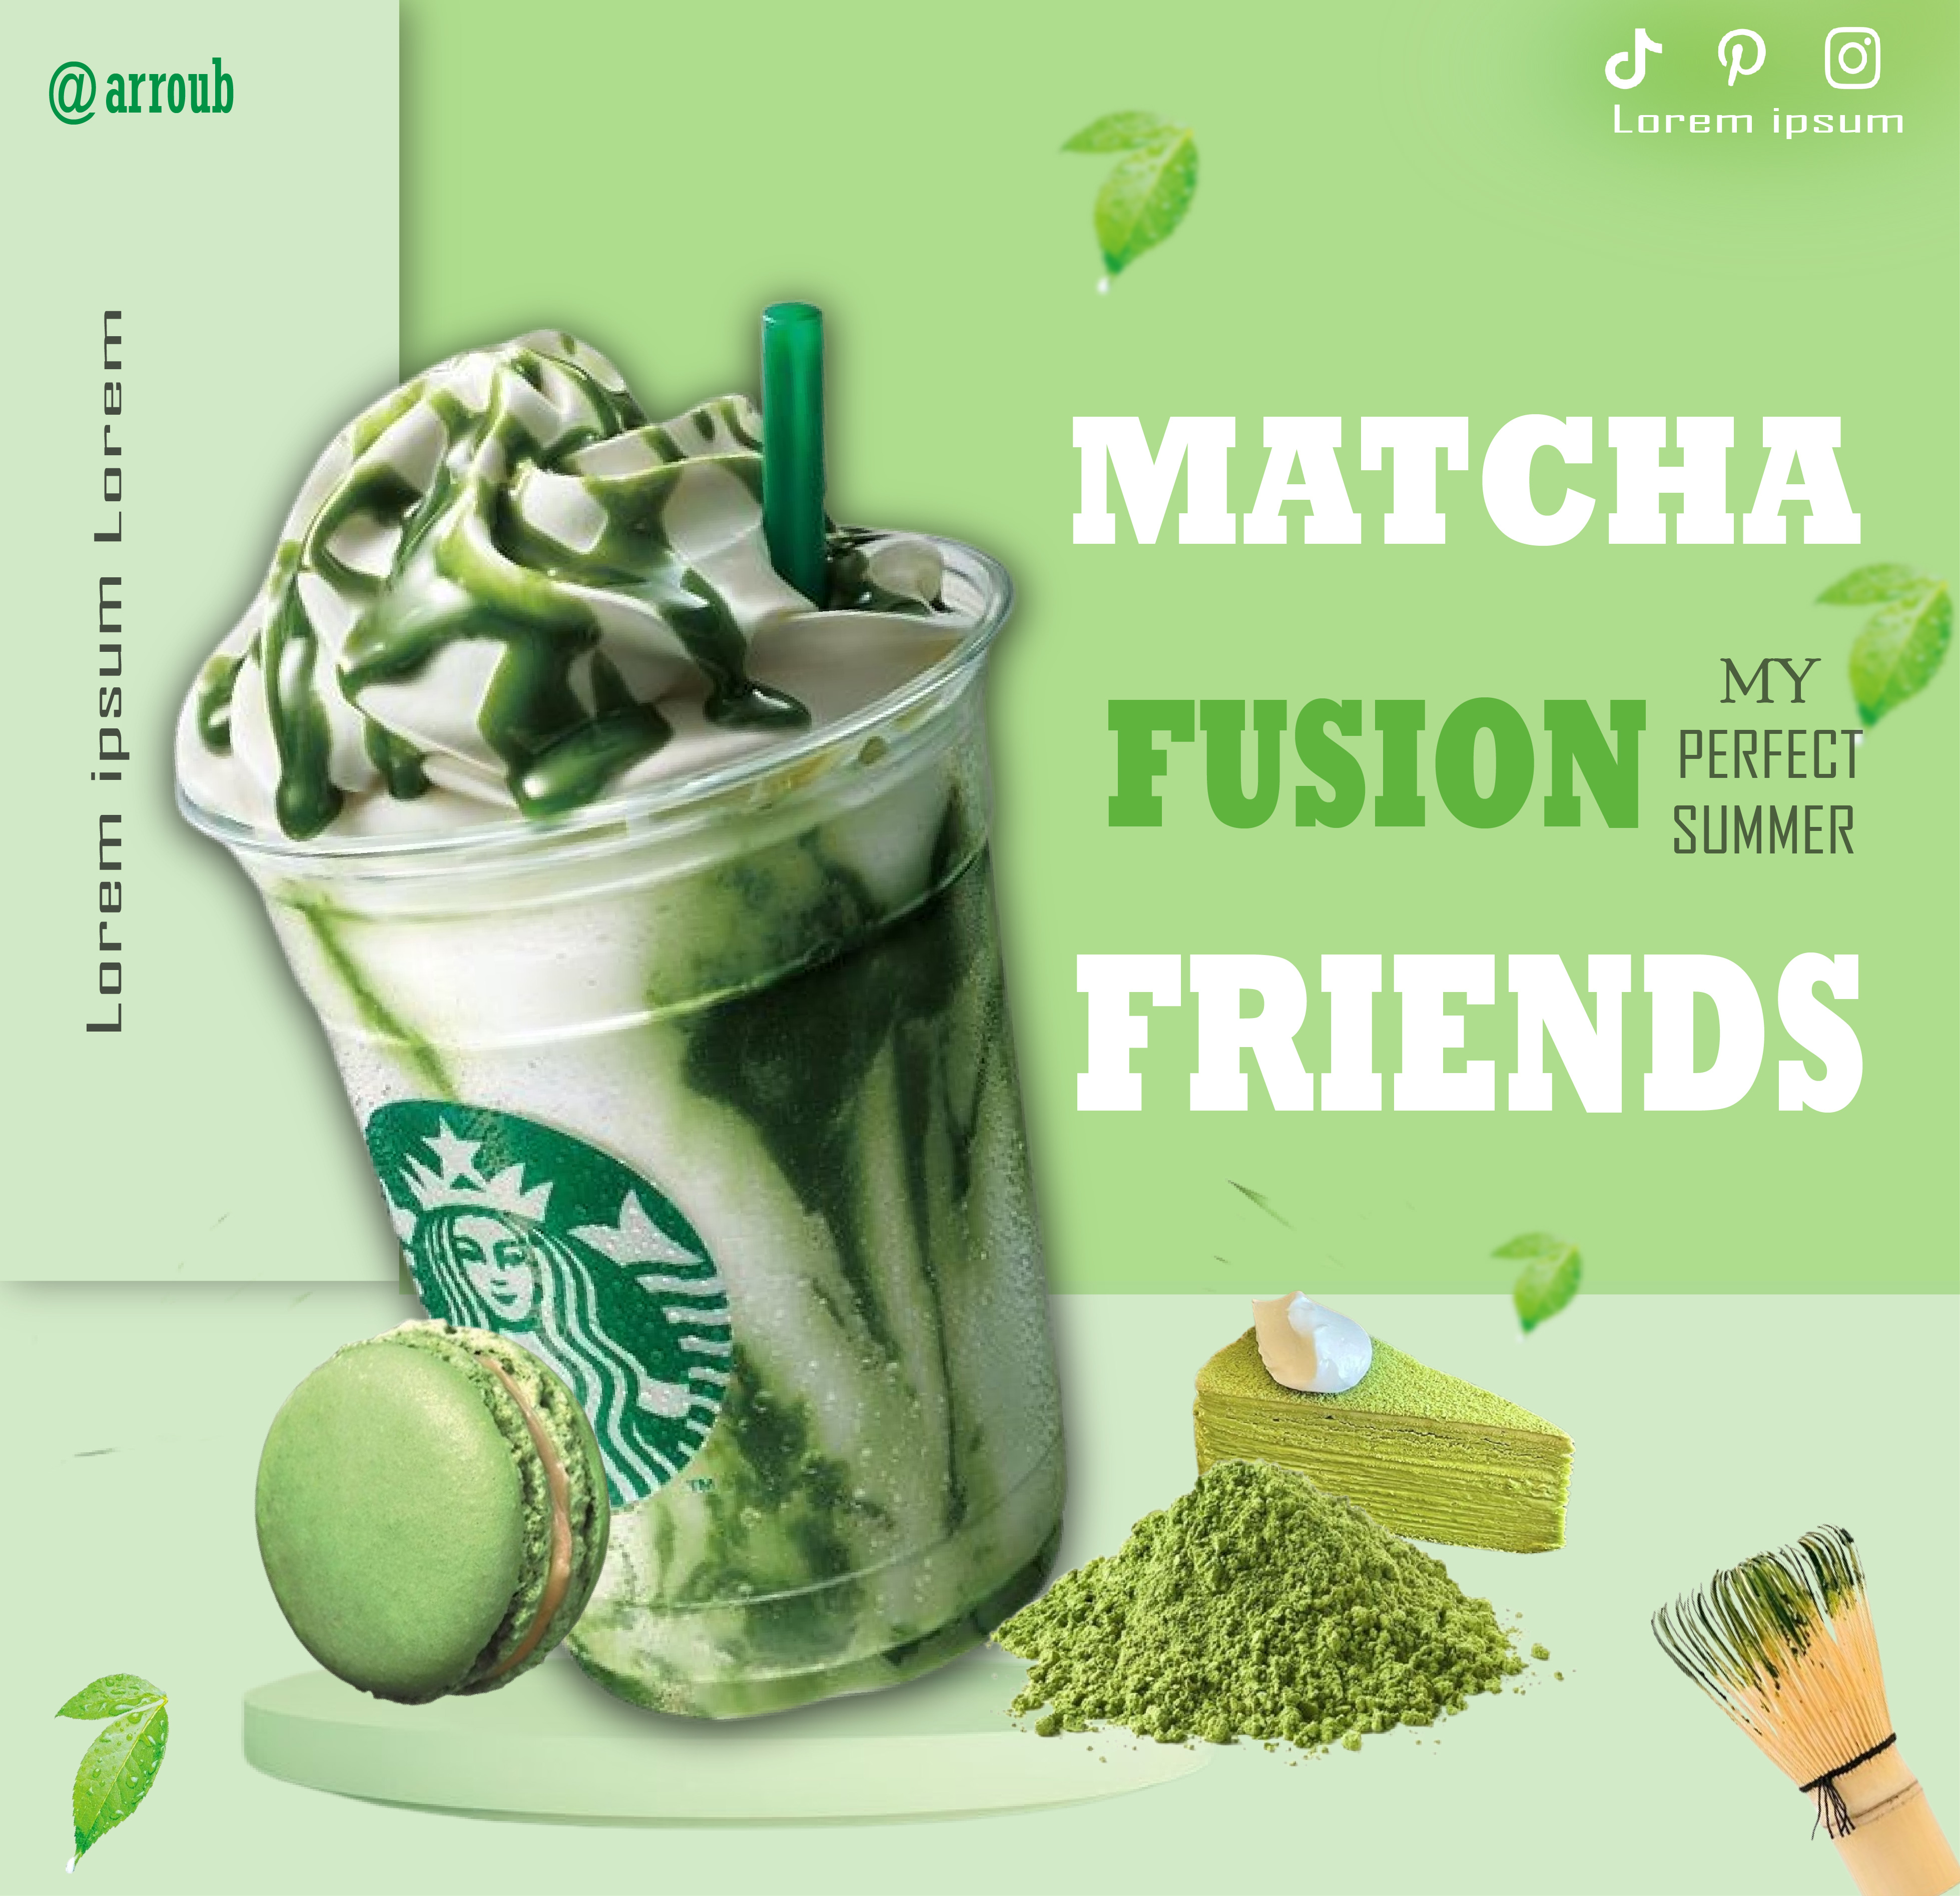 @arroub
Lorem ipsum
Lorem ipsum Lorem
MATCHA
FUSION
MY
PERFECT
SUMMER
FRIENDS
TM